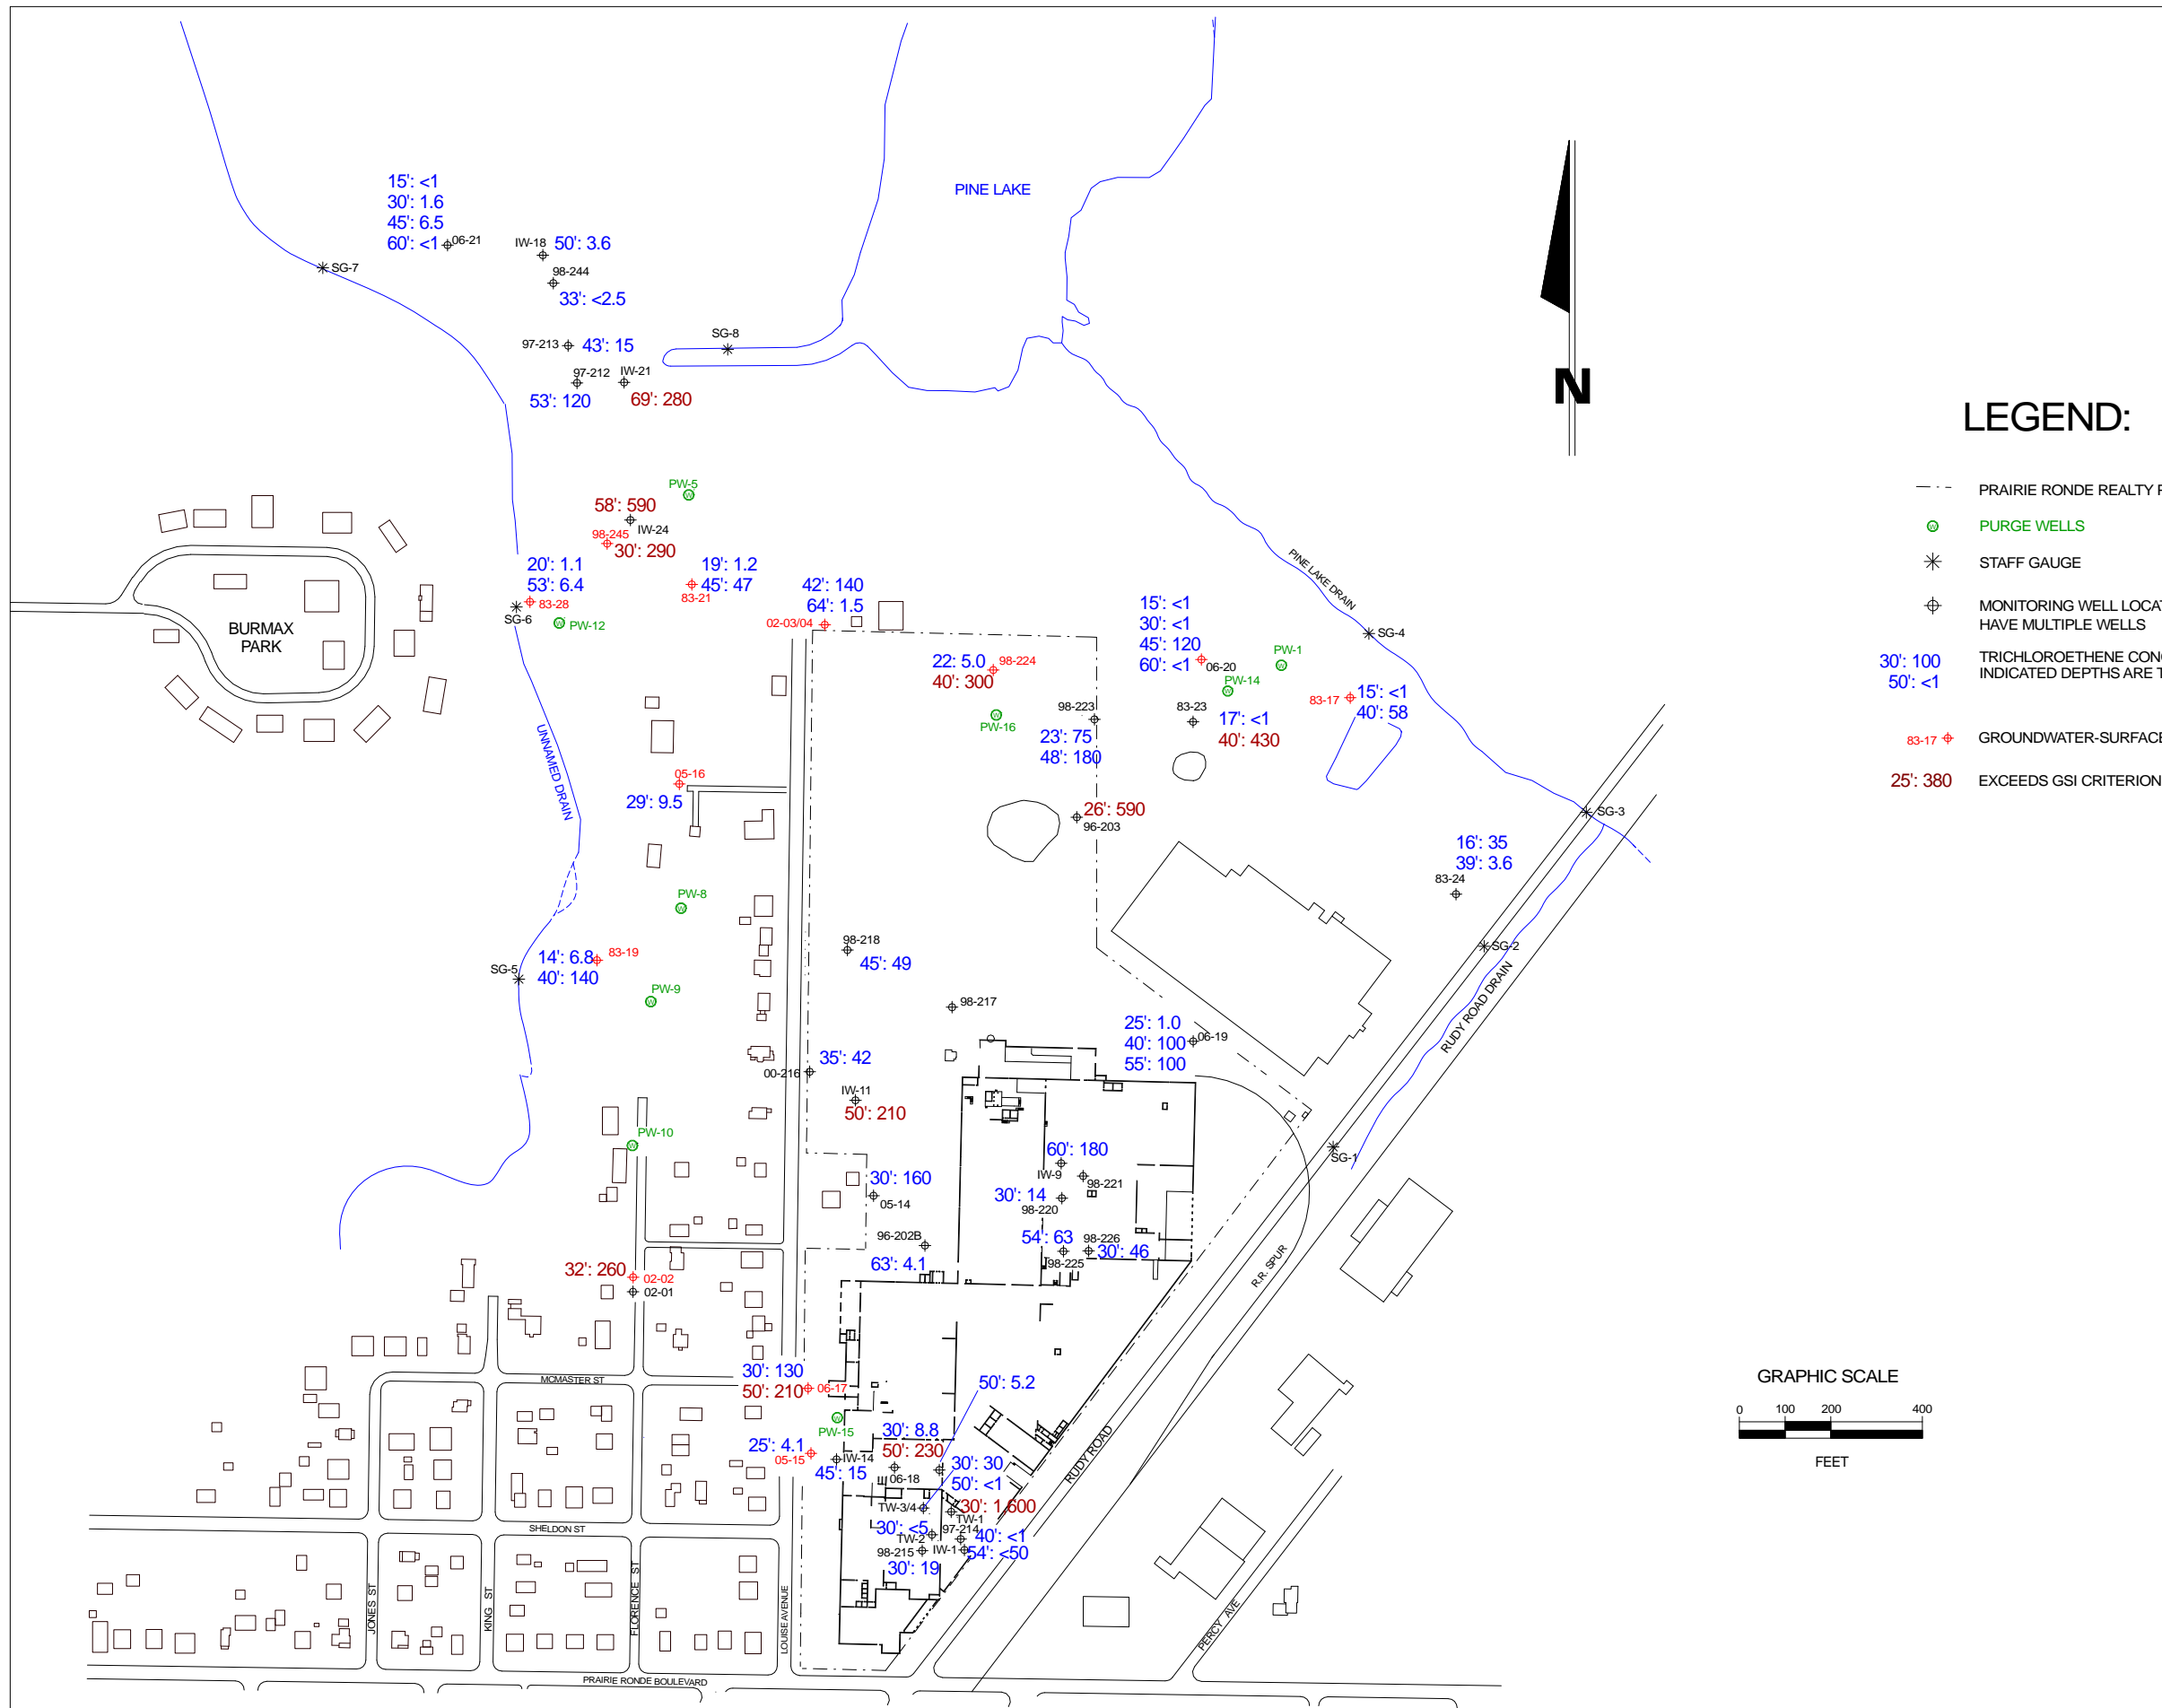 PINE LAKE
15': <1
30': 1.6
45': 6.5
60': <1
06-21
IW-18
50': 3.6
98-244
33': <2.5
SG-7
SG-8
97-213
43': 15
97-212
IW-21
53': 120
69': 280
N
LEGEND:
PRAIRIE RONDE REALTY
W
PURGE WELLS
STAFF GAUGE
MONITORING WELL
HAVE MULTIPLE WELLS
30': 100
50': <1
TRICHLOROETHENE
INDICATED DEPTHS ARE
83-17
GROUNDWATER-SURFACE
25': 380
EXCEEDS GSI CRITERION
PW-5
W
58': 590
IW-24
98-245
30': 290
20': 1.1
53': 6.4
83-28
SG-6
W
PW-12
19': 1.2
45': 47
83-21
42': 140
64': 1.5
02-03/04
BURMAX
PARK
PINE LAKE DRAIN
SG-4
15': <1
30': <1
45': 120
60': <1
06-20
PW-1
W
PW-14
W
22: 5.0
40': 300
98-224
W
PW-16
98-223
23': 75
48': 180
83-23
17': <1
40': 430
83-17
15': <1
40': 58
UNNAMED DRAIN
05-16
29': 9.5
26': 590
96-203
SG-3
16': 35
39': 3.6
83-24
PW-8
W
SG-2
98-218
45': 49
14': 6.8
40': 140
83-19
SG-5
PW-9
W
98-217
RUDY ROAD DRAIN
25': 1.0
40': 100
55': 100
06-19
35': 42
00-216
IW-11
50': 210
PW-10
W
SG-1
60': 180
IW-9
98-221
30': 14
98-220
30': 160
05-14
96-202B
63': 4.1
54': 63
98-225
98-226
30': 46
R.R. SPUR
32': 260
02-02
02-01
MCMASTER ST
30': 130
50': 210
06-17
50': 5.2
W
PW-15
25': 4.1
05-15
IW-14
45': 15
30': 8.8
50': 230
06-18
30': 30
50': <1
RUDY ROAD
TW-3/4
30': 1,600
TW-1
30': <5
TW-2
97-214
40': <1
98-215
IW-1
54': <50
30': 19
SHELDON ST
JONES ST
KING ST
FLORENCE ST
LOUISE AVENUE
PERCY AVE
PRAIRIE RONDE BOULEVARD
GRAPHIC SCALE
0 100 200 400
FEET